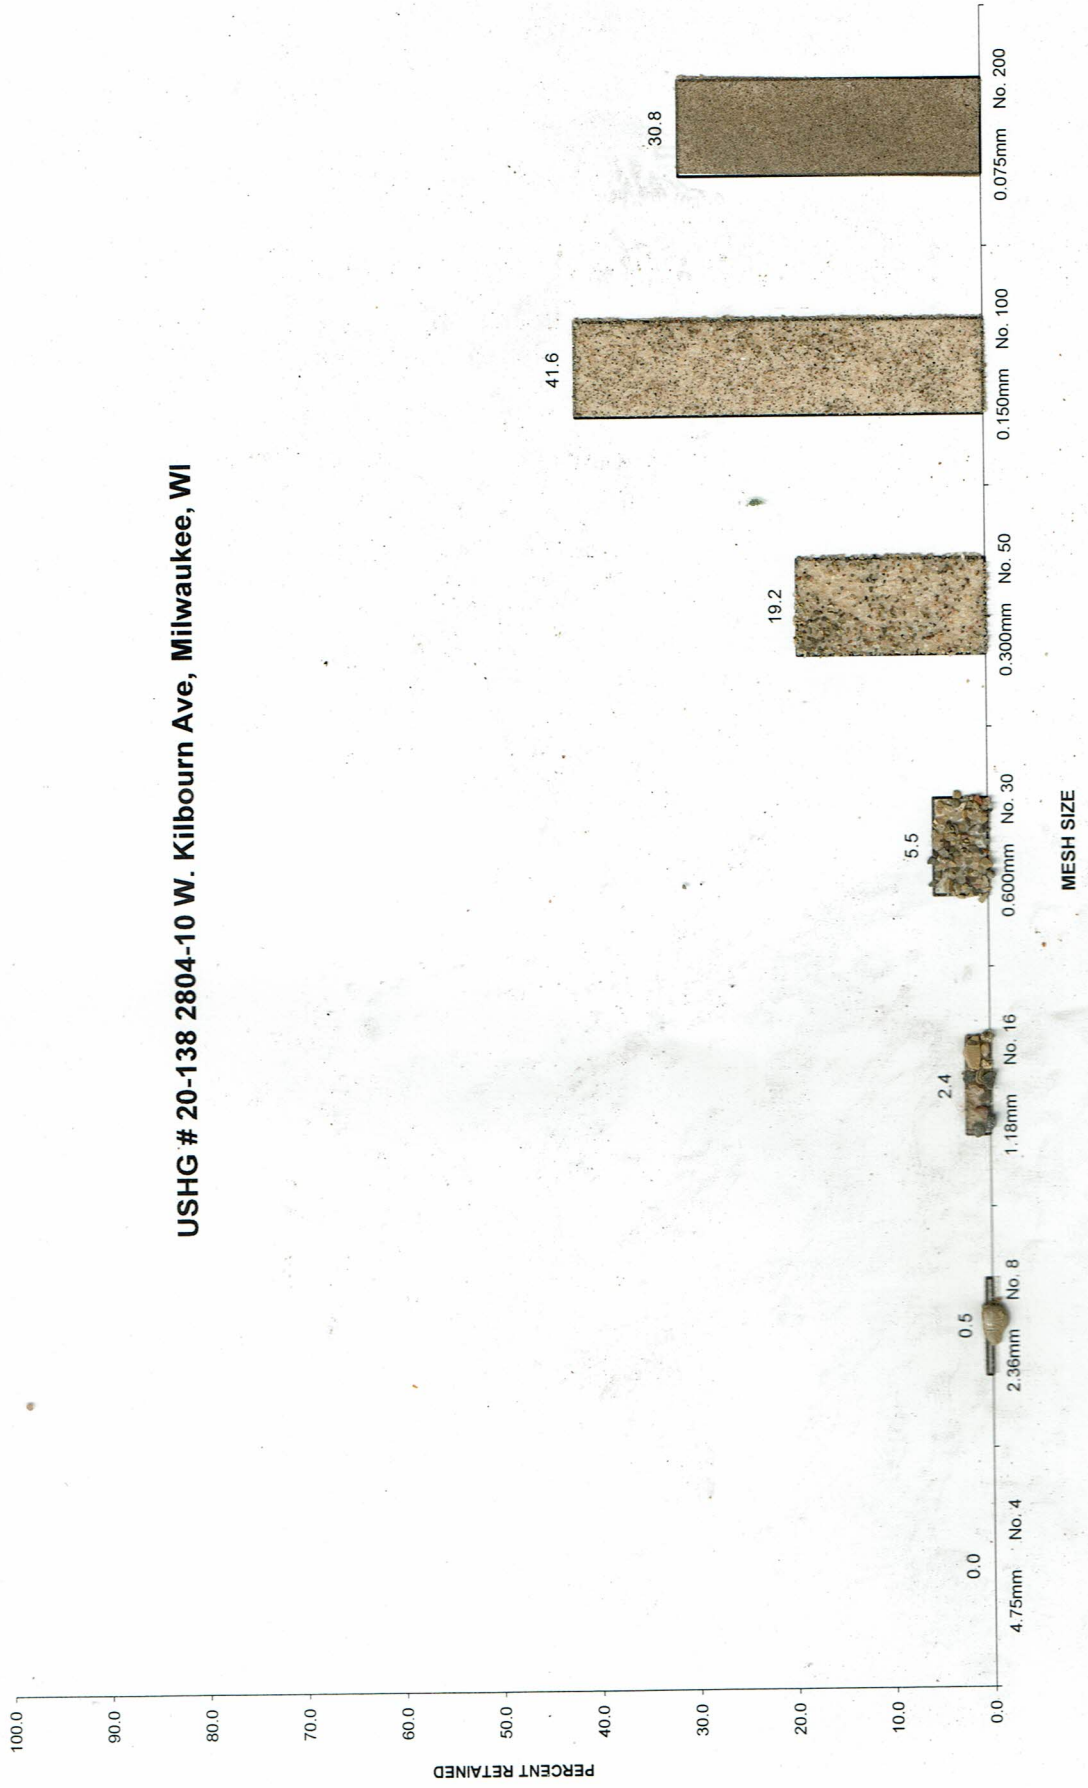 USHG # 20-138 2804-10 W. Kilbourn Ave, Milwaukee, WI
100.0
90.0
80.0
70.0
60.0
50.0
40.0
30.0
20.0
10.0
0.0
PERCENT RETAINED
0.0
0.5
2.4
5.5
19.2
41.6
30.8
4.75mm No. 4
2.36mm No. 8
1.18mm No. 16
0.600mm No. 30
0.300mm No. 50
0.150mm No. 100
0.075mm No. 200
MESH SIZE